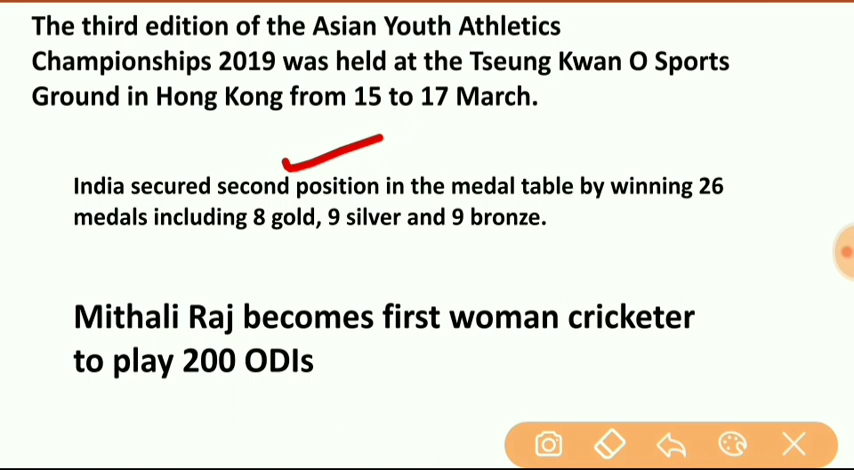 The third edition of the Asian Youth Athletics
Championships 2019 was held at the Tseung Kwan O Sports
Ground in Hong Kong from 15 to 17 March.
India secured second position in the medal table by winning 26
medals including 8 gold, 9 silver and 9 bronze.
Mithali Raj becomes first woman cricketer
to play 200 ODIs